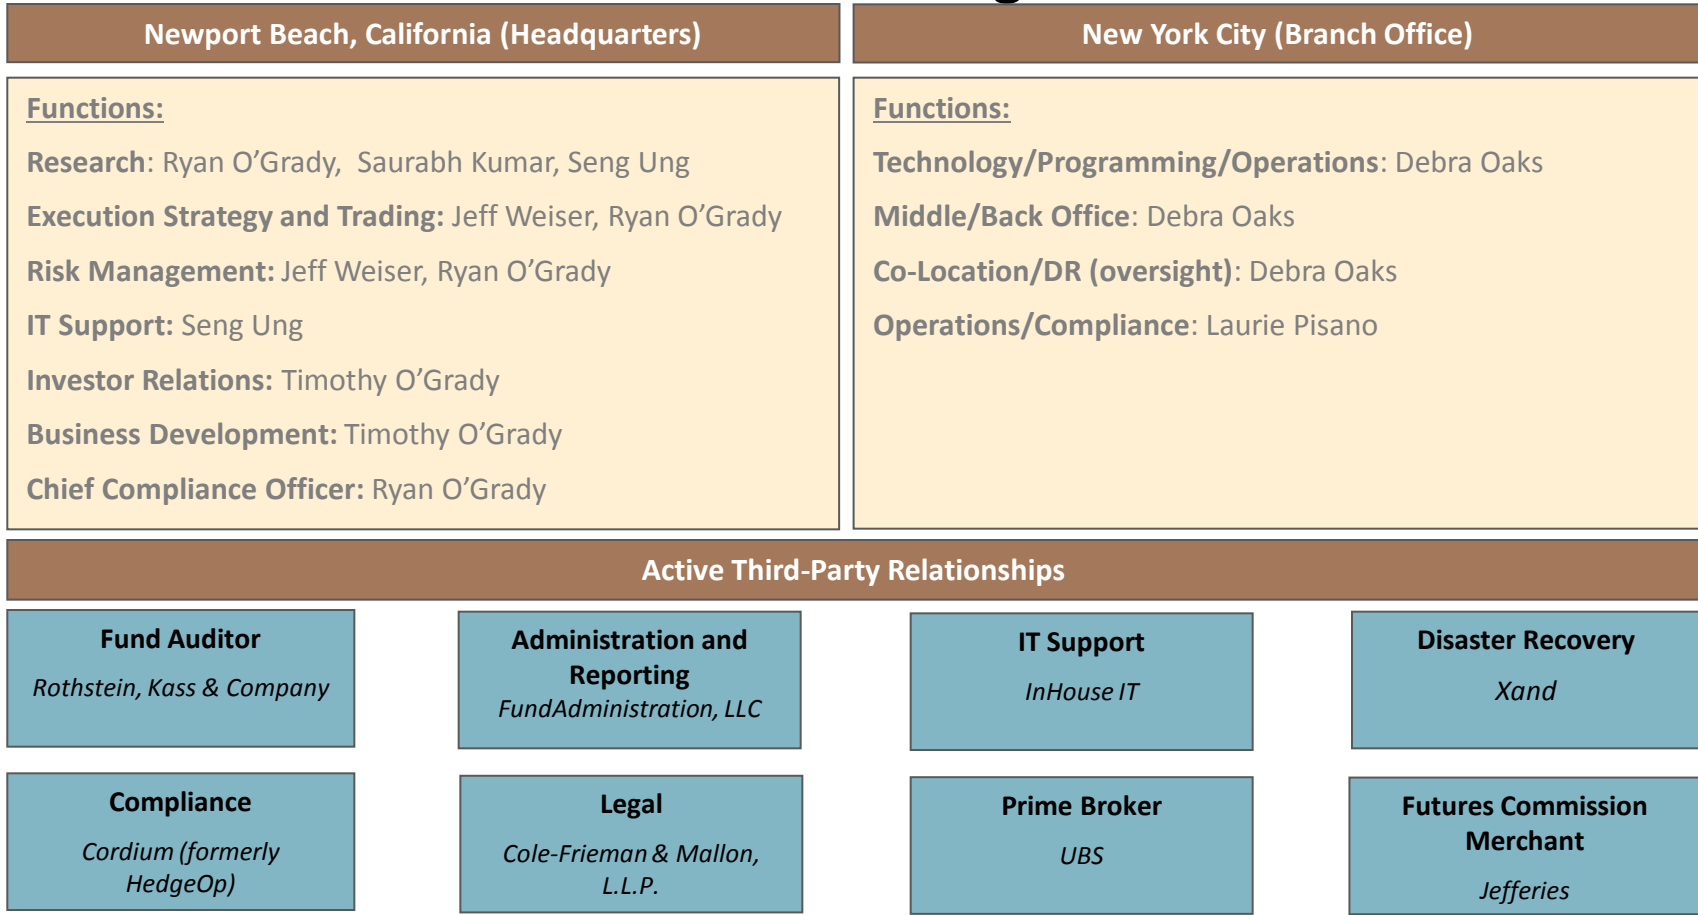 Newport Beach, California (Headquarters)
New York City (Branch Office)
Functions:
Research: Ryan O’Grady, Saurabh Kumar, Seng Ung
Execution Strategy and Trading: Jeff Weiser, Ryan O’Grady
Risk Management: Jeff Weiser, Ryan O’Grady
IT Support: Seng Ung
Investor Relations: Timothy O’Grady
Business Development: Timothy O’Grady
Chief Compliance Officer: Ryan O’Grady
Functions:
Technology/Programming/Operations: Debra Oaks
Middle/Back Office: Debra Oaks
Co-Location/DR (oversight): Debra Oaks
Operations/Compliance: Laurie Pisano
Active Third-Party Relationships
Fund Auditor
Rothstein, Kass & Company
Administration and
Reporting
FundAdministration, LLC
IT Support
InHouse IT
Disaster Recovery
Xand
Compliance
Cordium (formerly
HedgeOp)
Legal
Cole-Frieman & Mallon,
L.L.P.
Prime Broker
UBS
Futures Commission
Merchant
Jefferies